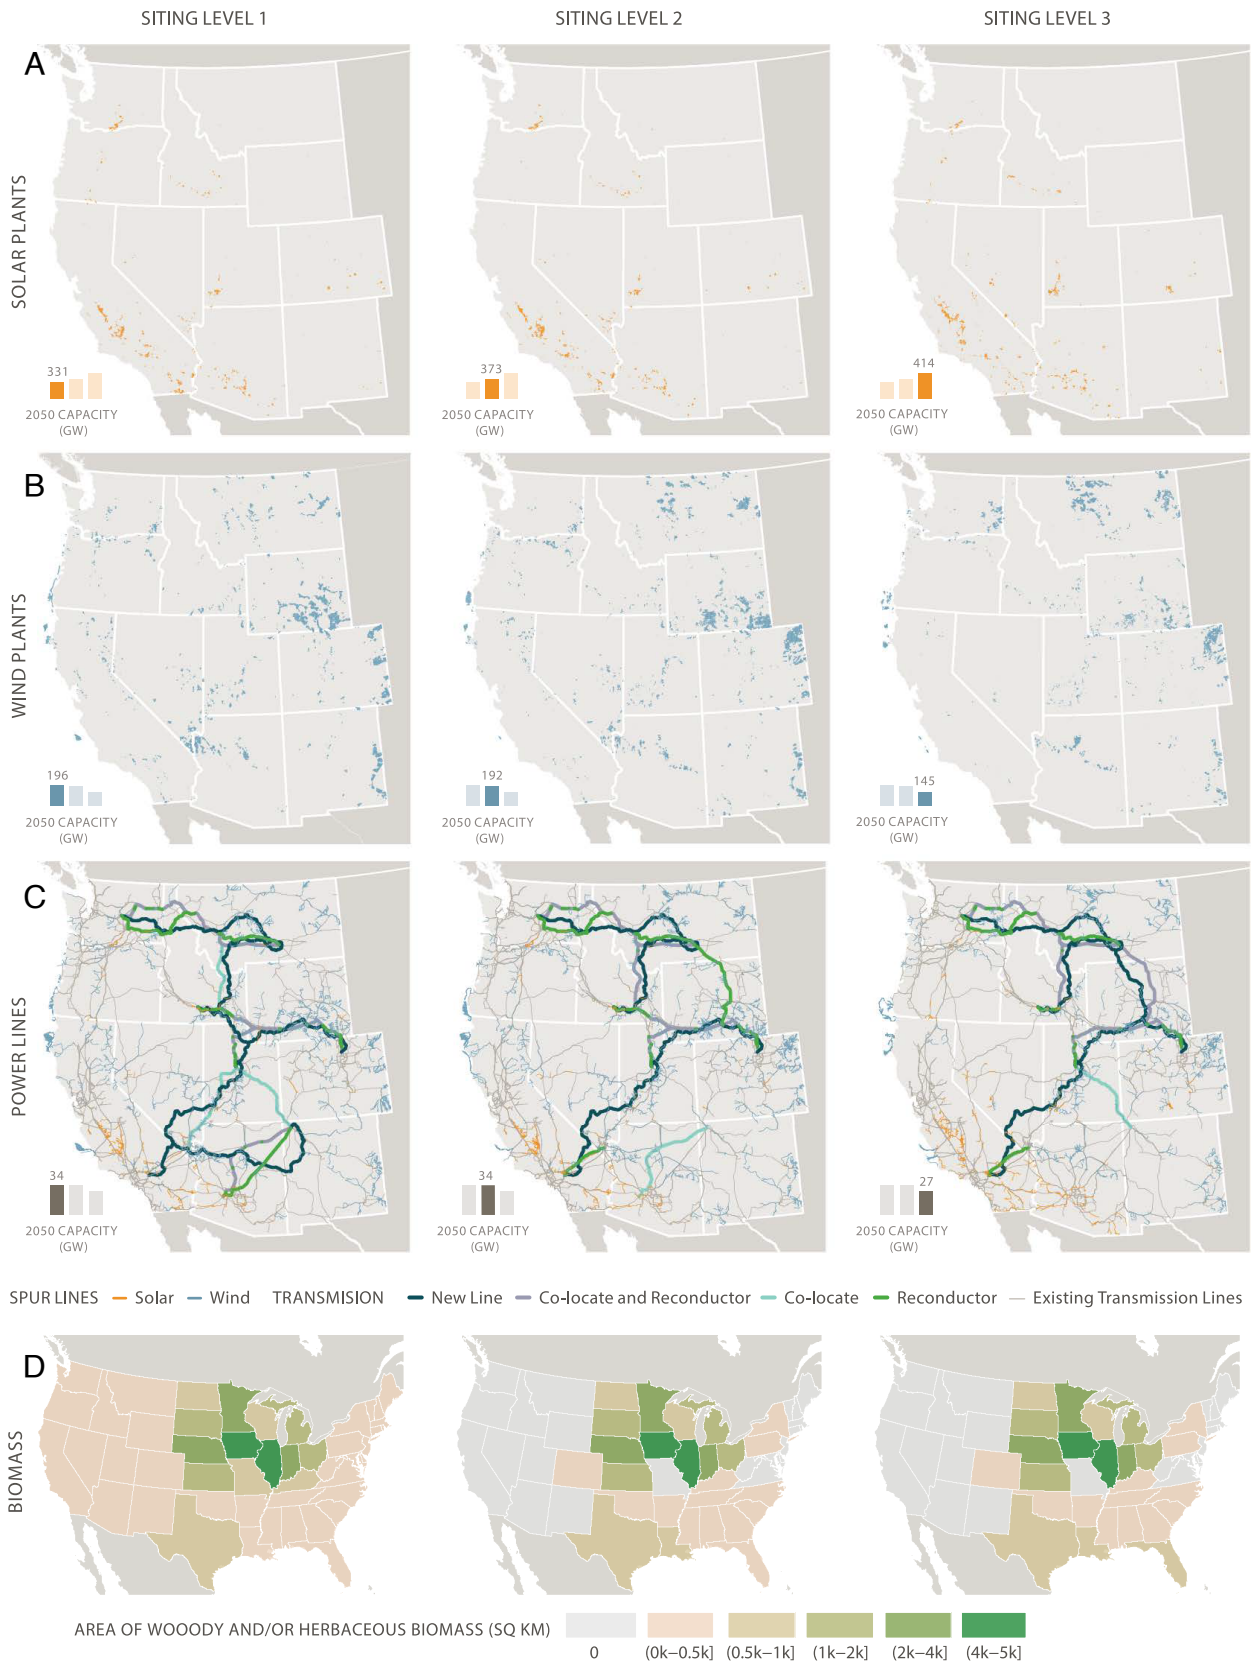 SITING LEVEL 1
SITING LEVEL 2
SITING LEVEL 3
A
SOLAR PLANTS
331
2050 CAPACITY
(GW)
373
2050 CAPACITY
(GW)
414
2050 CAPACITY
(GW)
B
WIND PLANTS
196
2050 CAPACITY
(GW)
192
2050 CAPACITY
(GW)
145
2050 CAPACITY
(GW)
C
POWER LINES
34
2050 CAPACITY
(GW)
34
2050 CAPACITY
(GW)
27
2050 CAPACITY
(GW)
SPUR LINES Solar Wind TRANSMISION New Line Co-locate and Reconductor Co-locate Reconductor Existing Transmission Lines
D
BIOMASS
AREA OF WOOODY AND/OR HERBACEOUS BIOMASS (SQ KM)
0 (0k–0.5k] (0.5k–1k] (1k–2k] (2k–4k] (4k–5k]